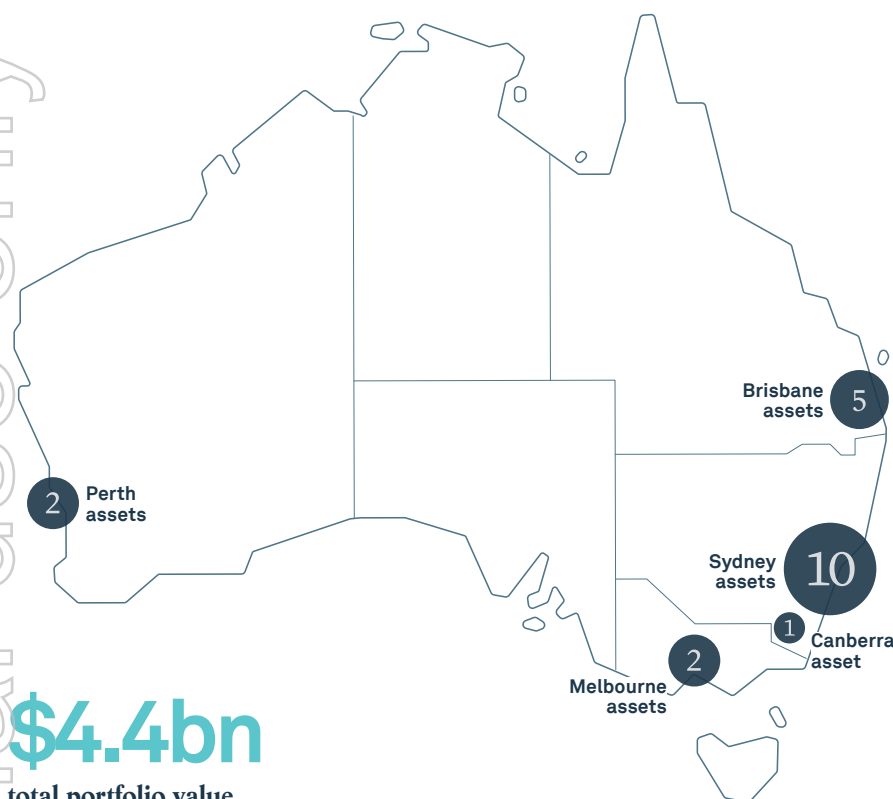 Brisbane
assets
5
2
Perth
assets
Sydney
assets
10
1
Canberra
asset
2
Melbourne
assets
$4.4bn
total portfolio value